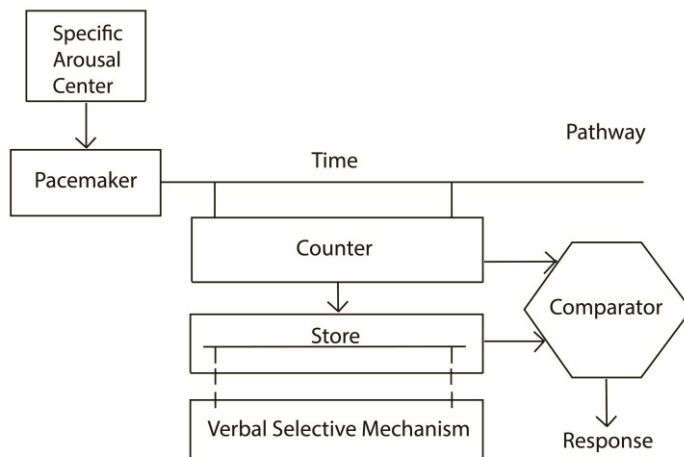 Specific
Arousal
Center
Pathway
Time
Pacemaker
Counter
Comparator
Store
Verbal Selective Mechanism
Response